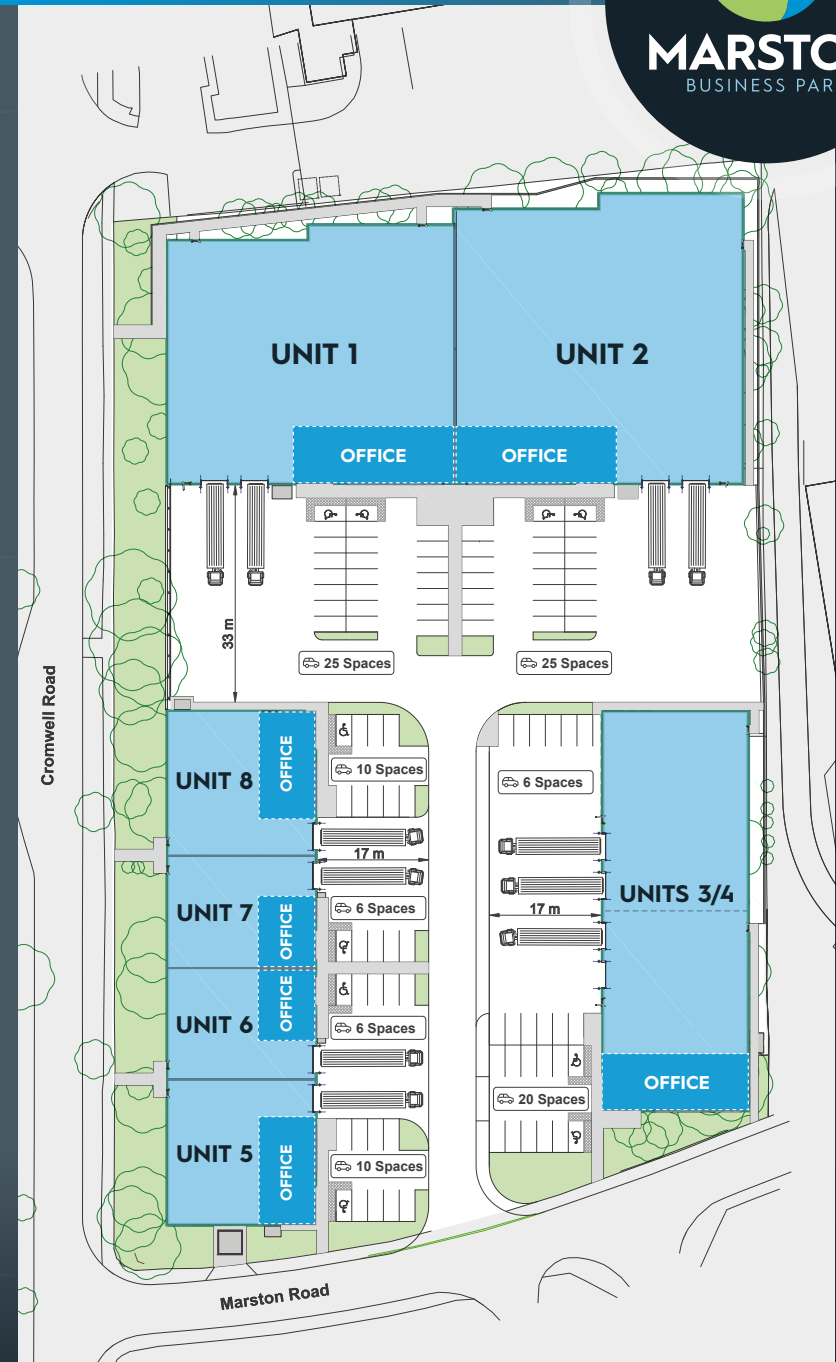 MARSTO
BUSINESS PAR
UNIT 1
UNIT 2
OFFICE
OFFICE
33 m
25 Spaces
25 Spaces
Cromwell Road
UNIT 8
OFFICE
10 Spaces
6 Spaces
17 m
UNIT 7
OFFICE
6 Spaces
UNITS 3/4
17 m
UNIT 6
OFFICE
6 Spaces
OFFICE
20 Spaces
UNIT 5
OFFICE
10 Spaces
Marston Road